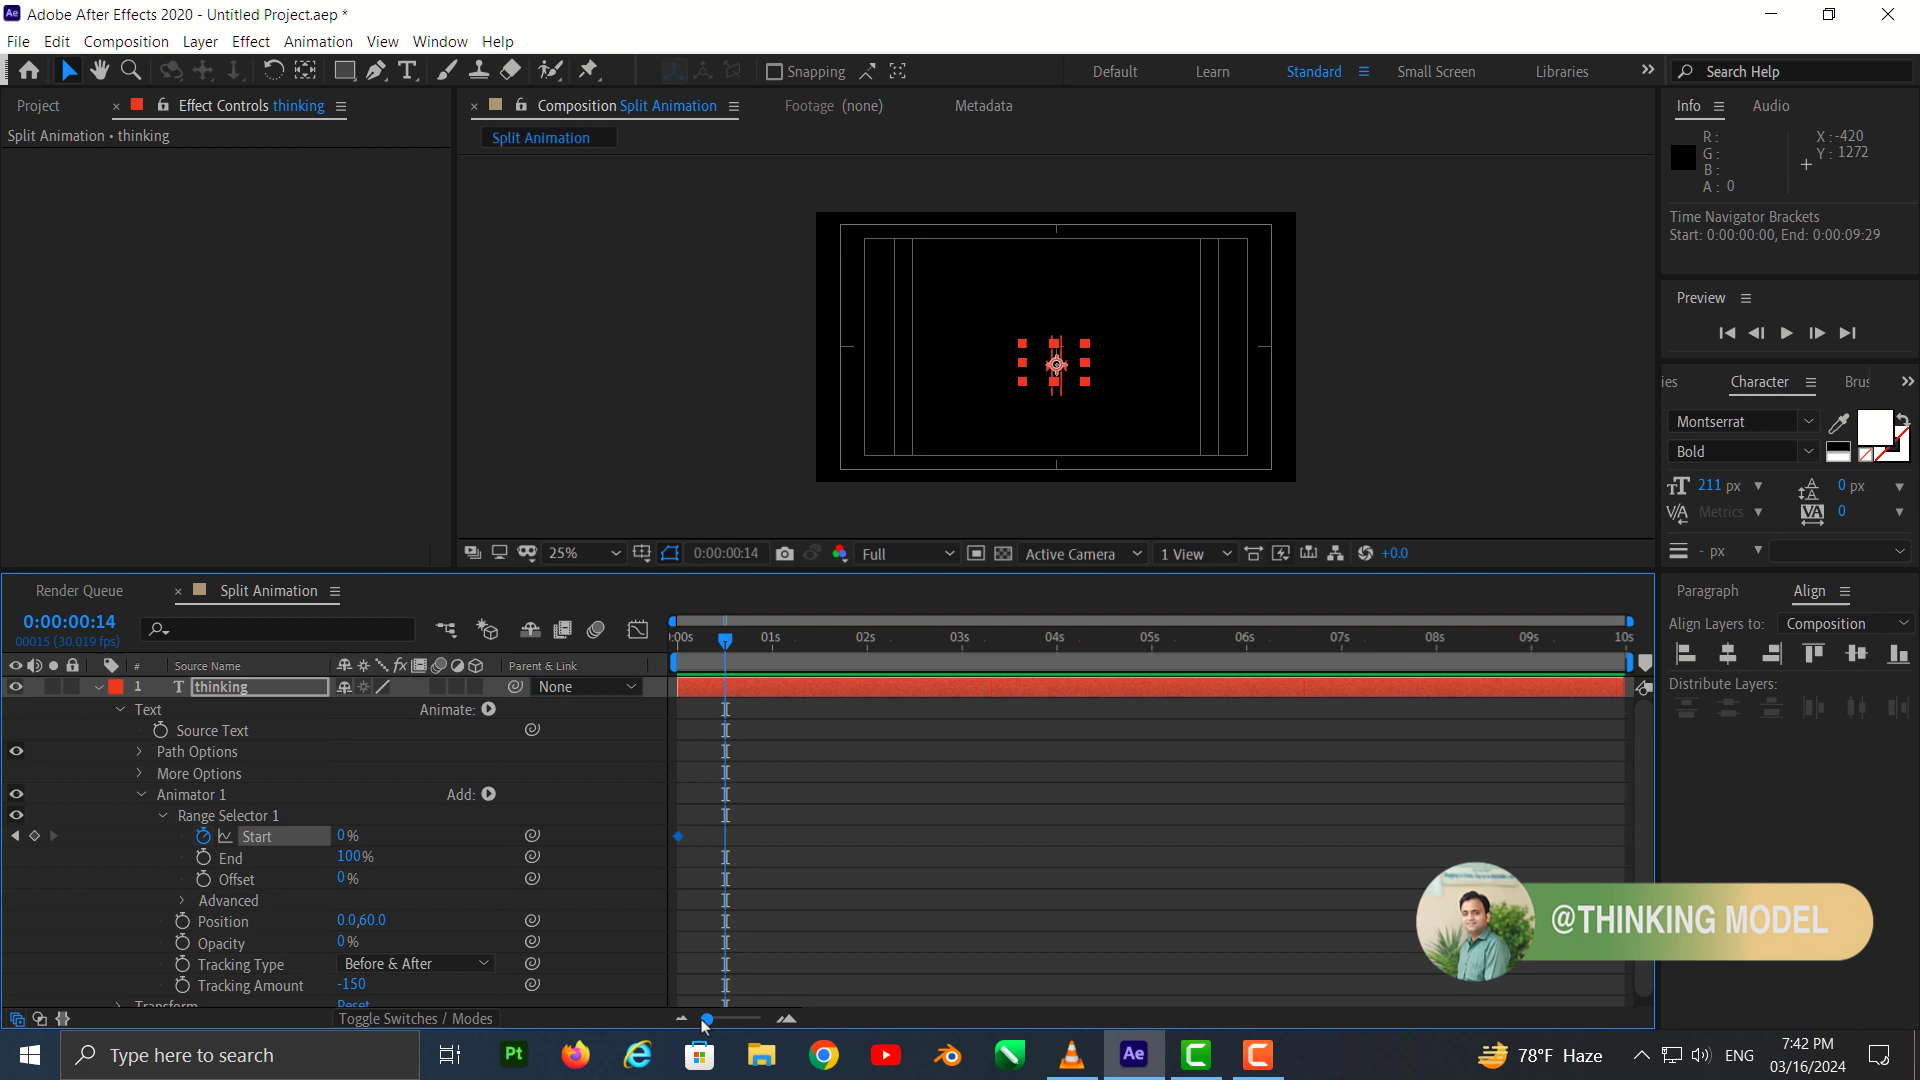 Adobe After Effects 2020 - Untitled Project.aep *
File Edit Composition Layer Effect Animation View Window Help
Snapping Default Learn Standard Small Screen Libraries Search Help
Project Effect Controls thinking Composition Split Animation Footage (none) Metadata Info Audio
Split Animation • thinking
Split Animation
R :
G :
B :
A : 0
X : -420
Y : 1272
Time Navigator Brackets
Start: 0:00:00:00, End: 0:00:09:29
Preview
ies Character Brus
Montserrat
Bold
211 px 0 px
Metrics 0
- px
25% 0:00:00:14 Full Active Camera 1 View +0.0
Render Queue Split Animation
Paragraph Align
0:00:00:14
00015 (30.019 fps)
:00s 01s 02s 03s 04s 05s 06s 07s 08s 09s 10s
Align Layers to: Composition
# Source Name Parent & Link
1 T thinking None
Distribute Layers:
Text Animate:
Source Text
Path Options
More Options
Animator 1 Add:
Range Selector 1
Start 0%
End 100%
Offset 0%
Advanced
Position 0.0,60.0
Opacity 0%
Tracking Type Before & After
Tracking Amount -150
Transform Reset
@THINKING MODEL
Toggle Switches / Modes
Type here to search Pt Ae 78°F Haze ENG
7:42 PM
03/16/2024